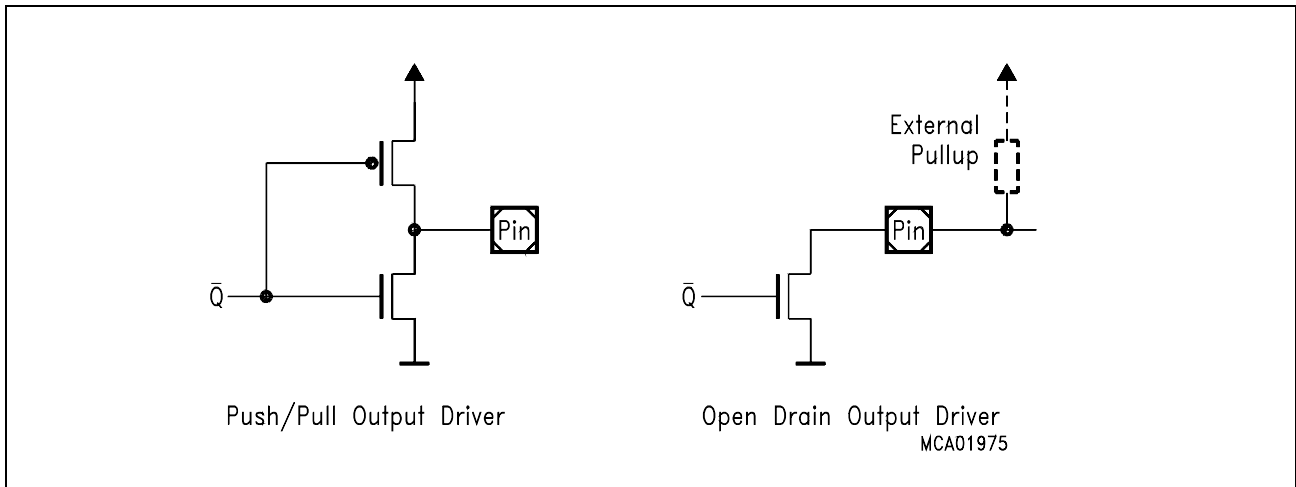 External
Pullup
Pin
Pin
Q̅
Q̅
Push/Pull Output Driver
Open Drain Output Driver
MCA01975